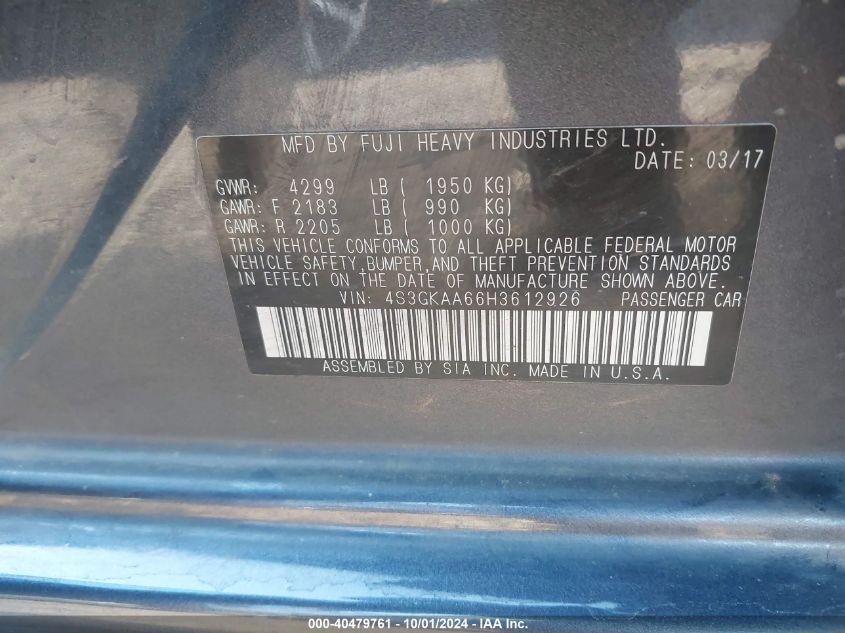 MFD BY FUJI HEAVY INDUSTRIES LTD.
DATE: 03/17
GVWR: 4299 LB ( 1950 KG)
GAWR: F 2183 LB ( 990 KG)
GAWR: R 2205 LB ( 1000 KG)
THIS VEHICLE CONFORMS TO ALL APPLICABLE FEDERAL MOTOR
VEHICLE SAFETY,BUMPER,AND THEFT PREVENTION STANDARDS
IN EFFECT ON THE DATE OF MANUFACTURE SHOWN ABOVE.
VIN: 4S3GKAA66H3612926 PASSENGER CAR
ASSEMBLED BY SIA INC. MADE IN U.S.A.
000-40479761 - 10/01/2024 - IAA Inc.